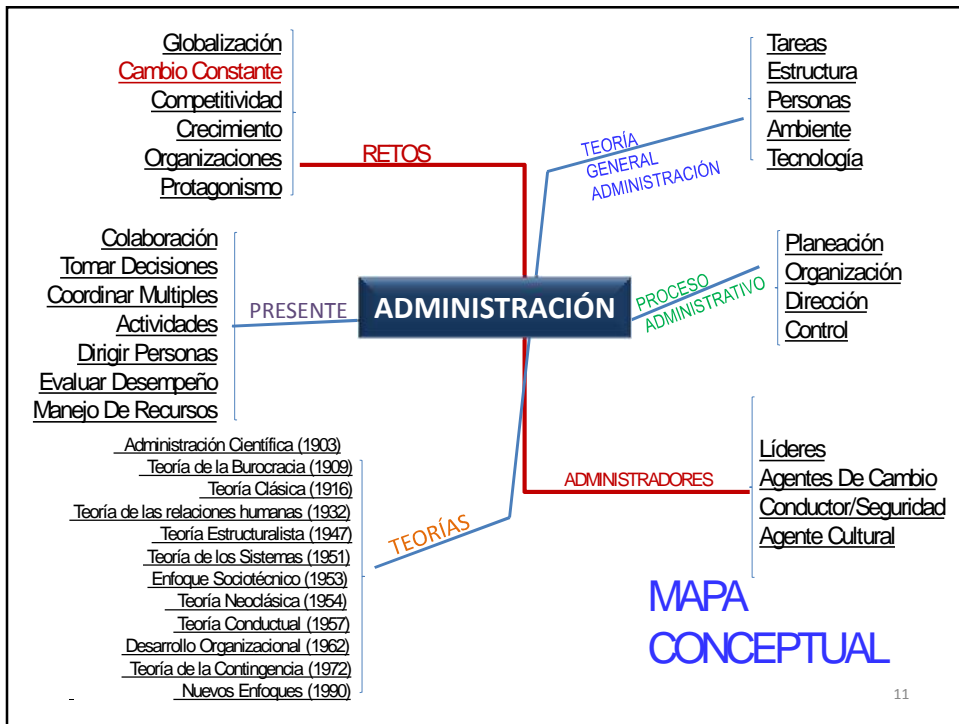 Globalización
Cambio Constante
Competitividad
Crecimiento
Organizaciones
Protagonismo
RETOS
TEORÍA
GENERAL
ADMINISTRACIÓN
Tareas
Estructura
Personas
Ambiente
Tecnología
Colaboración
Tomar Decisiones
Coordinar Multiples
Actividades
Dirigir Personas
Evaluar Desempeño
Manejo De Recursos
PRESENTE
ADMINISTRACIÓN
PROCESO
ADMINISTRATIVO
Planeación
Organización
Dirección
Control
Administración Científica (1903)
Teoría de la Burocracia (1909)
Teoría Clásica (1916)
Teoría de las relaciones humanas (1932)
Teoría Estructuralista (1947)
Teoría de los Sistemas (1951)
Enfoque Sociotécnico (1953)
Teoría Neoclásica (1954)
Teoría Conductual (1957)
Desarrollo Organizacional (1962)
Teoría de la Contingencia (1972)
Nuevos Enfoques (1990)
TEORÍAS
ADMINISTRADORES
Líderes
Agentes De Cambio
Conductor/Seguridad
Agente Cultural
MAPA
CONCEPTUAL
11